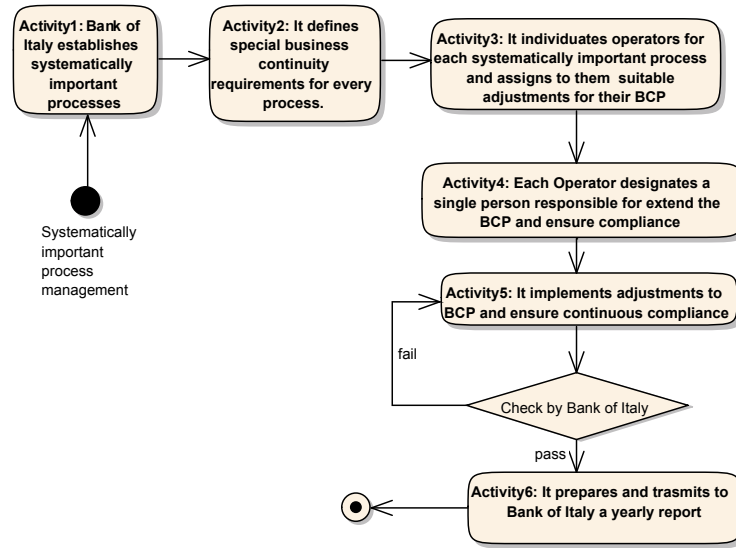 Activity1: Bank of
Italy establishes
systematically
important
processes
Activity2: It defines
special business
continuity
requirements for every
process.
Activity3: It individuates operators for
each systematically important process
and assigns to them suitable
adjustments for their BCP
Systematically
important
process
management
Activity4: Each Operator designates a
single person responsible for extend the
BCP and ensure compliance
Activity5: It implements adjustments to
BCP and ensure continuous compliance
fail
Check by Bank of Italy
pass
Activity6: It prepares and trasmits to
Bank of Italy a yearly report